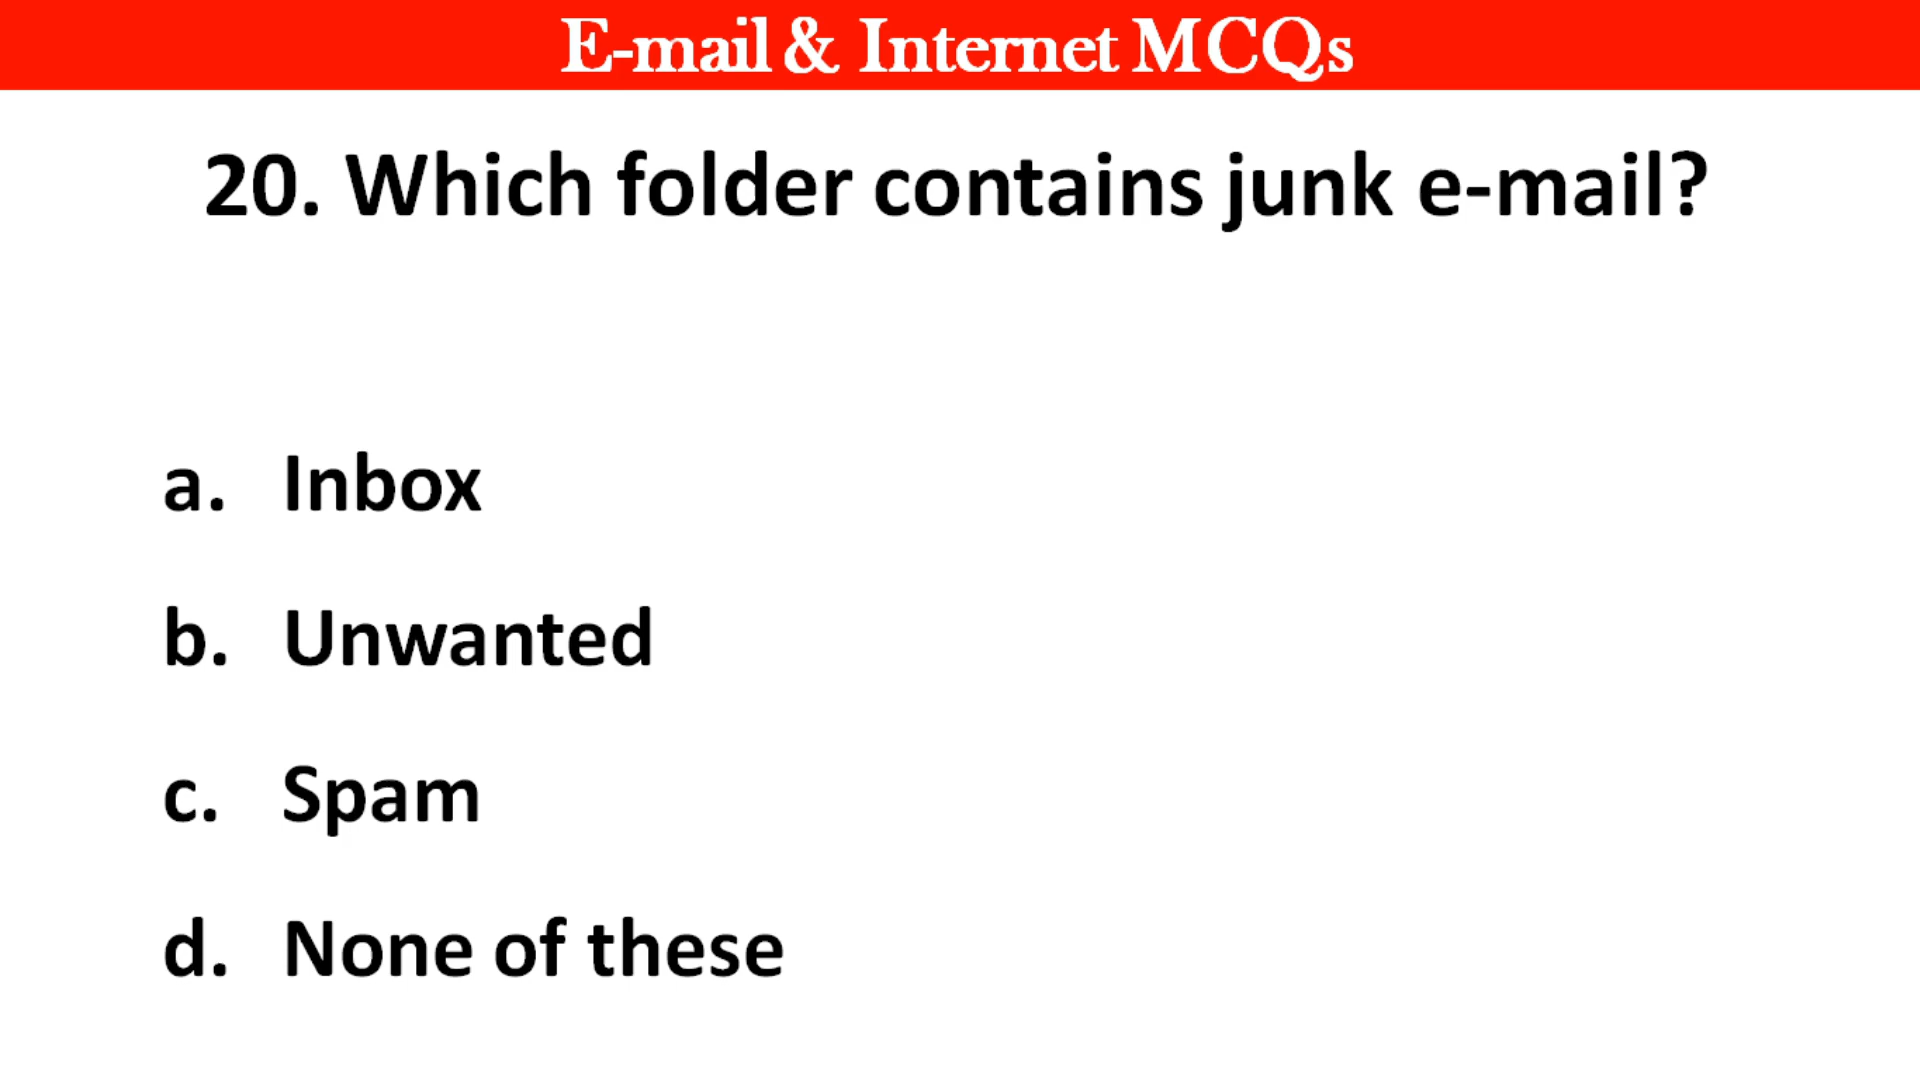 E-mail & Internet MCQs
20. Which folder contains junk e-mail?
a. Inbox
b. Unwanted
c. Spam
d. None of these